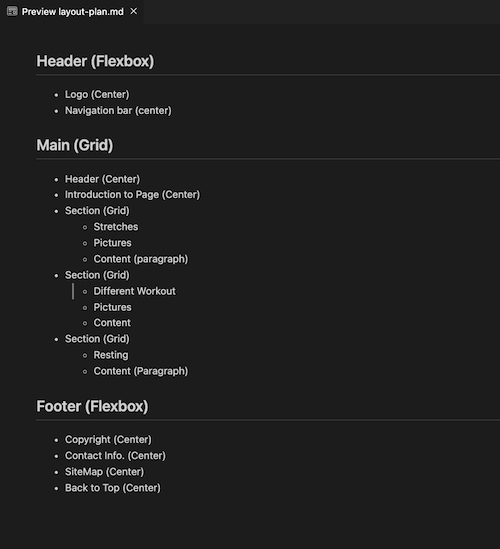 Preview layout-plan.md
Header (Flexbox)
Logo (Center)
Navigation bar (center)
Main (Grid)
Header (Center)
Introduction to Page (Center)
Section (Grid)
Stretches
Pictures
Content (paragraph)
Section (Grid)
Different Workout
Pictures
Content
Section (Grid)
Resting
Content (Paragraph)
Footer (Flexbox)
Copyright (Center)
Contact Info. (Center)
SiteMap (Center)
Back to Top (Center)